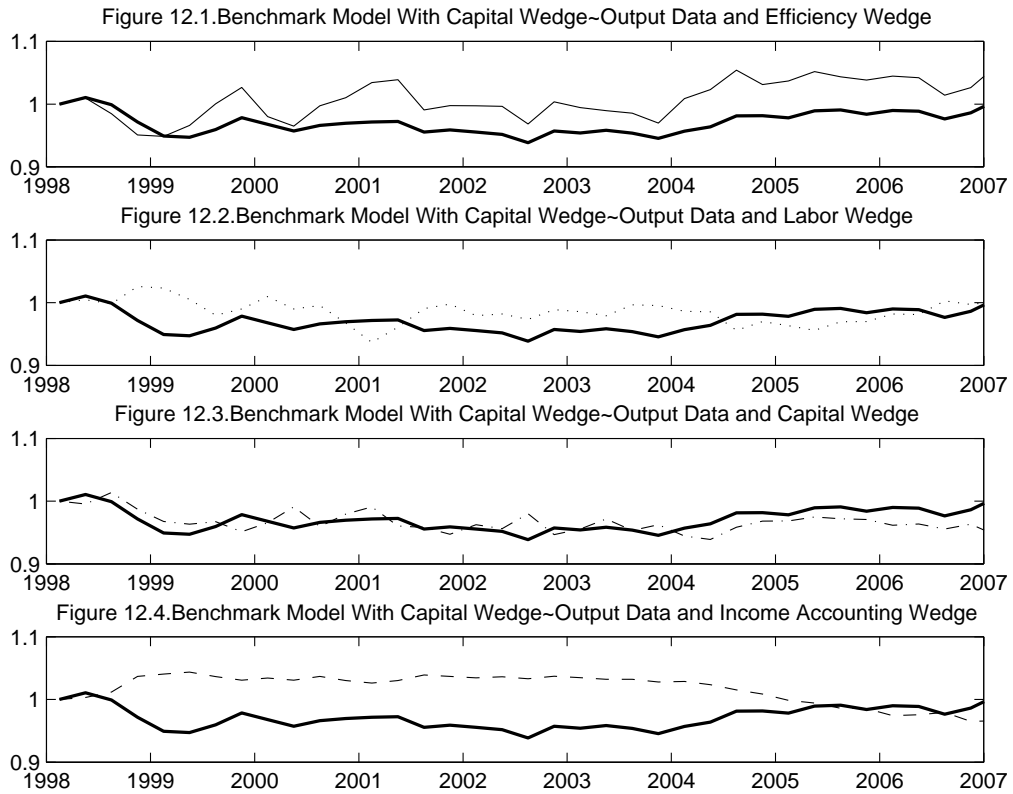 Figure 12.1.Benchmark Model With Capital Wedge~Output Data and Efficiency Wedge
1.1
1
0.9
1998 1999 2000 2001 2002 2003 2004 2005 2006 2007
Figure 12.2.Benchmark Model With Capital Wedge~Output Data and Labor Wedge
1.1
1
0.9
1998 1999 2000 2001 2002 2003 2004 2005 2006 2007
Figure 12.3.Benchmark Model With Capital Wedge~Output Data and Capital Wedge
1.1
1
0.9
1998 1999 2000 2001 2002 2003 2004 2005 2006 2007
Figure 12.4.Benchmark Model With Capital Wedge~Output Data and Income Accounting Wedge
1.1
1
0.9
1998 1999 2000 2001 2002 2003 2004 2005 2006 2007